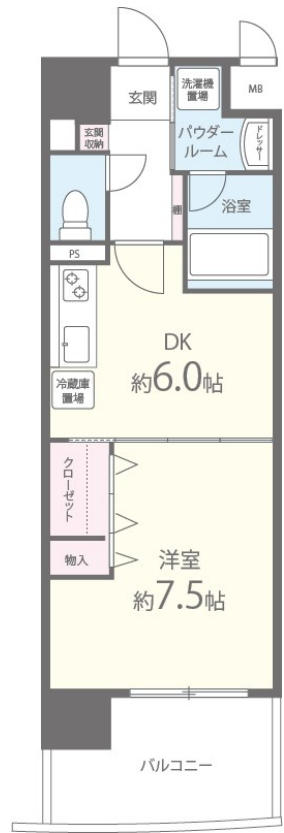 玄関
洗濯機
置場
MB
玄関
収納
パウダー
ルーム
ドレッサー
棚
浴室
PS
DK
約6.0帖
冷蔵庫
置場
クローゼット
物入
洋室
約7.5帖
バルコニー